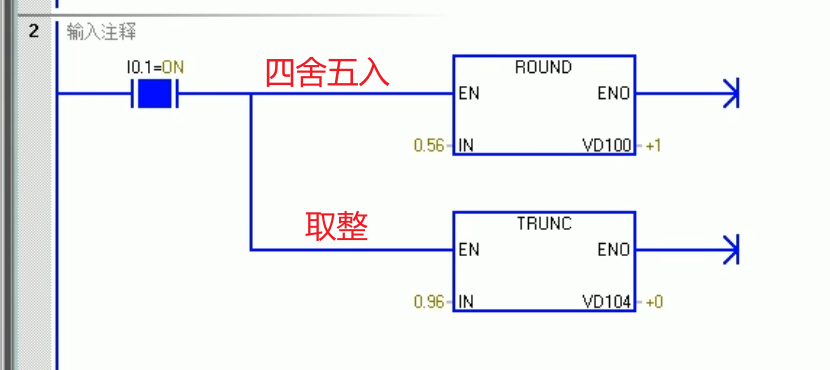 2 输入注释
I0.1=ON
四舍五入
ROUND
EN ENO
0.56 IN VD100 +1
取整
TRUNC
EN ENO
0.96 IN VD104 +0